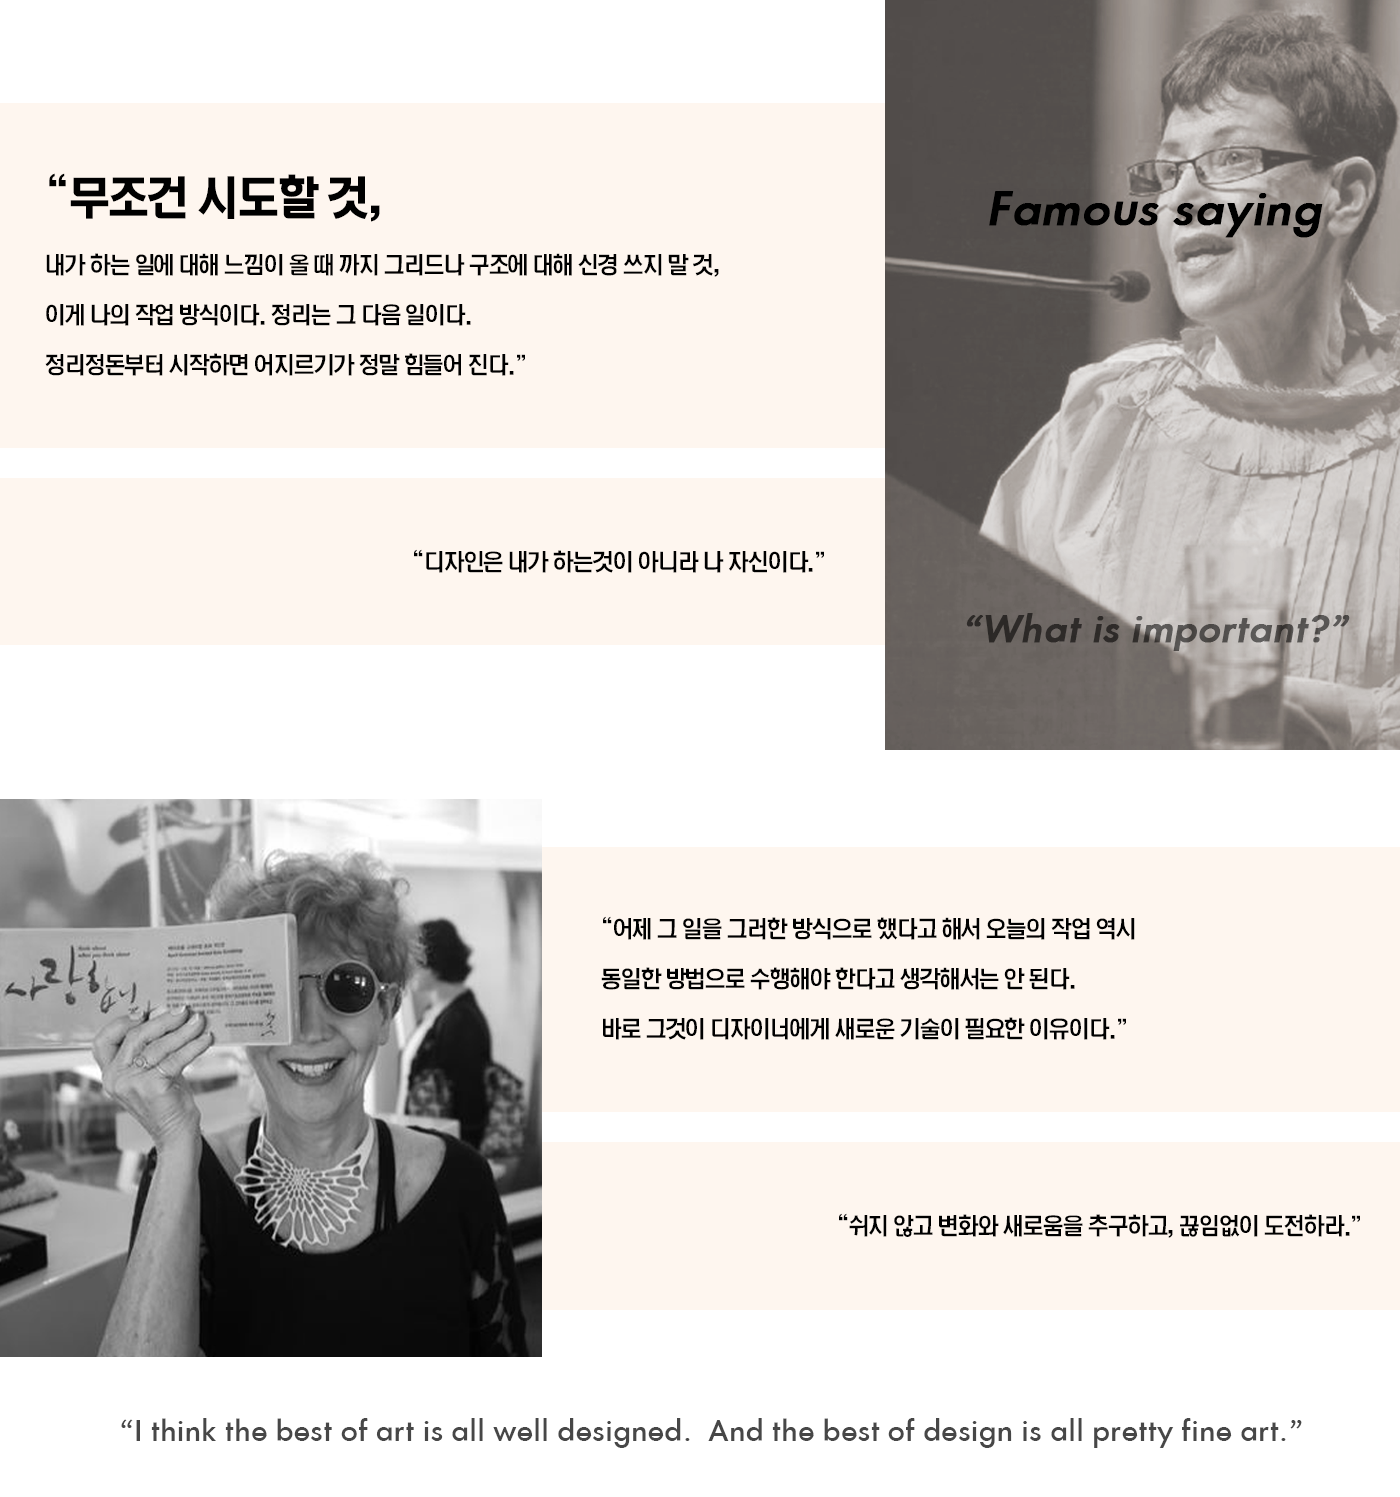 “무조건 시도할 것,
내가 하는 일에 대해 느낌이 올 때 까지 그리드나 구조에 대해 신경 쓰지 말 것,
이게 나의 작업 방식이다. 정리는 그 다음 일이다.
정리정돈부터 시작하면 어지르기가 정말 힘들어 진다.”
Famous saying
“디자인은 내가 하는것이 아니라 나 자신이다.”
“What is important?”
사랑합니다
think about
what you think about
“어제 그 일을 그러한 방식으로 했다고 해서 오늘의 작업 역시
동일한 방법으로 수행해야 한다고 생각해서는 안 된다.
바로 그것이 디자이너에게 새로운 기술이 필요한 이유이다.”
“쉬지 않고 변화와 새로움을 추구하고, 끊임없이 도전하라.”
“I think the best of art is all well designed.  And the best of design is all pretty fine art.”